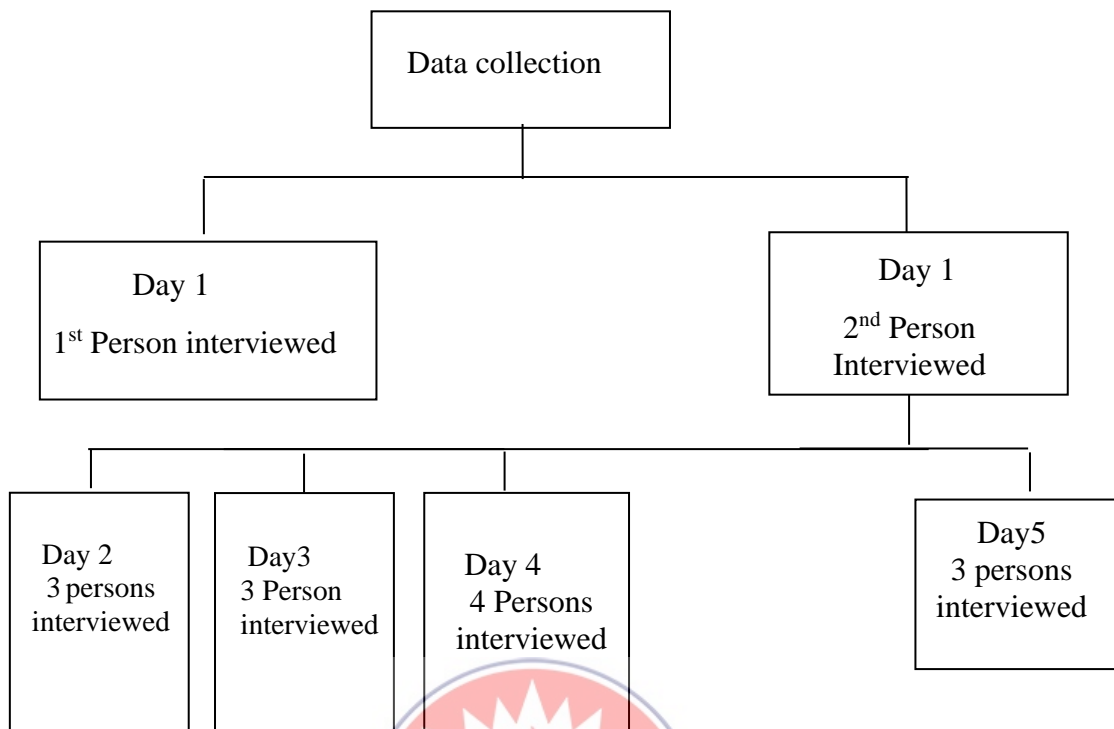 Data collection
Day 1
1st Person interviewed
Day 1
2nd Person
Interviewed
Day 2
3 persons
interviewed
Day3
3 Person
interviewed
Day 4
4 Persons
interviewed
Day5
3 persons
interviewed